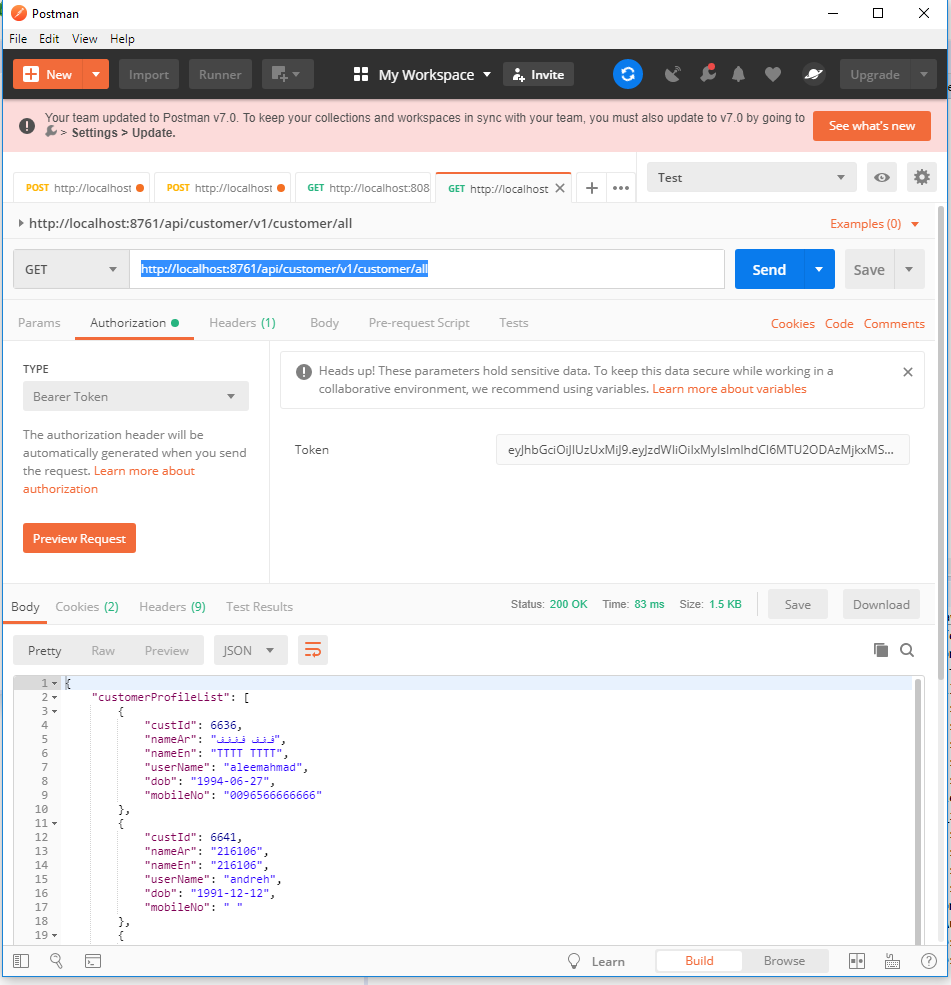 Postman
File Edit View Help
New Import Runner My Workspace Invite Upgrade
Your team updated to Postman v7.0. To keep your collections and workspaces in sync with your team, you must also update to v7.0 by going to
> Settings > Update.
See what's new
POST http://localhost POST http://localhost GET http://localhost:808 GET http://localhost
Test
http://localhost:8761/api/customer/v1/customer/all
Examples (0)
GET http://localhost:8761/api/customer/v1/customer/all Send Save
Params Authorization Headers (1) Body Pre-request Script Tests Cookies Code Comments
TYPE
Bearer Token
The authorization header will be
automatically generated when you send
the request. Learn more about
authorization
Preview Request
Heads up! These parameters hold sensitive data. To keep this data secure while working in a
collaborative environment, we recommend using variables. Learn more about variables
Token
Body Cookies (2) Headers (9) Test Results Status: 200 OK Time: 83 ms Size: 1.5 KB Save Download
Pretty Raw Preview JSON
1 {
2 "customerProfileList": [
3 {
4 "custId": 6636,
5 "nameAr":
6 "nameEn": "TTTT TTTT",
7 "userName": "aleemahmad",
8 "dob": "1994-06-27",
9 "mobileNo": "0096566666666"
10 },
11 {
12 "custId": 6641,
13 "nameAr": "216106",
14 "nameEn": "216106",
15 "userName": "andreh",
16 "dob": "1991-12-12",
17 "mobileNo": " "
18 },
19 {
Learn Build Browse